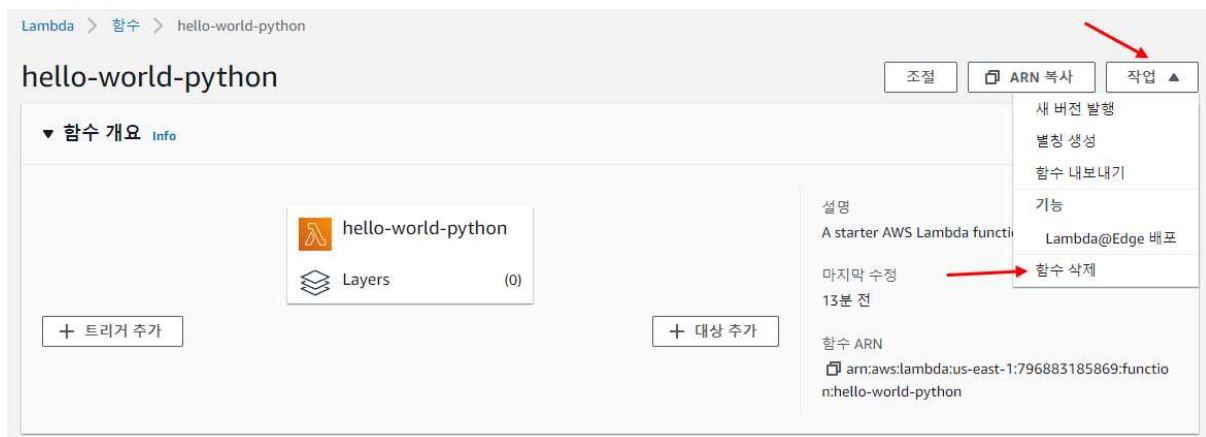 Lambda > 함수 > hello-world-python
hello-world-python
조절
ARN 복사
작업 ▲
새 버전 발행
별칭 생성
함수 내보내기
기능
Lambda@Edge 배포
함수 삭제
▼ 함수 개요 Info
hello-world-python
Layers (0)
+ 트리거 추가
+ 대상 추가
설명
A starter AWS Lambda functi
마지막 수정
13분 전
함수 ARN
arn:aws:lambda:us-east-1:796883185869:functio
n:hello-world-python